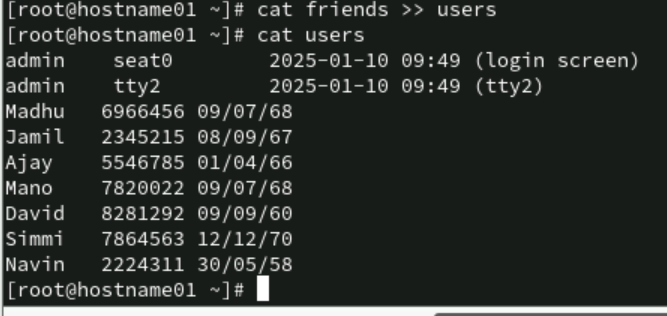 [root@hostname01 ~]# cat friends >> users
[root@hostname01 ~]# cat users
admin    seat0        2025-01-10 09:49 (login screen)
admin    tty2         2025-01-10 09:49 (tty2)
Madhu   6966456 09/07/68
Jamil   2345215 08/09/67
Ajay    5546785 01/04/66
Mano    7820022 09/07/68
David   8281292 09/09/60
Simmi   7864563 12/12/70
Navin   2224311 30/05/58
[root@hostname01 ~]#